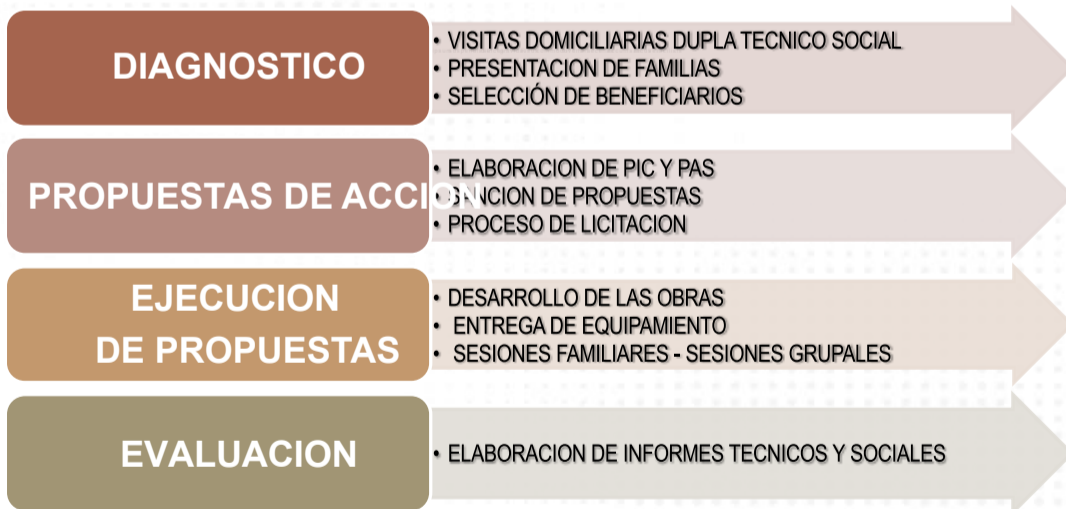 DIAGNOSTICO
• VISITAS DOMICILIARIAS DUPLA TECNICO SOCIAL
• PRESENTACION DE FAMILIAS
• SELECCIÓN DE BENEFICIARIOS
PROPUESTAS DE ACCION
• ELABORACION DE PIC Y PAS
• SANCION DE PROPUESTAS
• PROCESO DE LICITACION
EJECUCION
DE PROPUESTAS
• DESARROLLO DE LAS OBRAS
• ENTREGA DE EQUIPAMIENTO
• SESIONES FAMILIARES - SESIONES GRUPALES
EVALUACION
• ELABORACION DE INFORMES TECNICOS Y SOCIALES